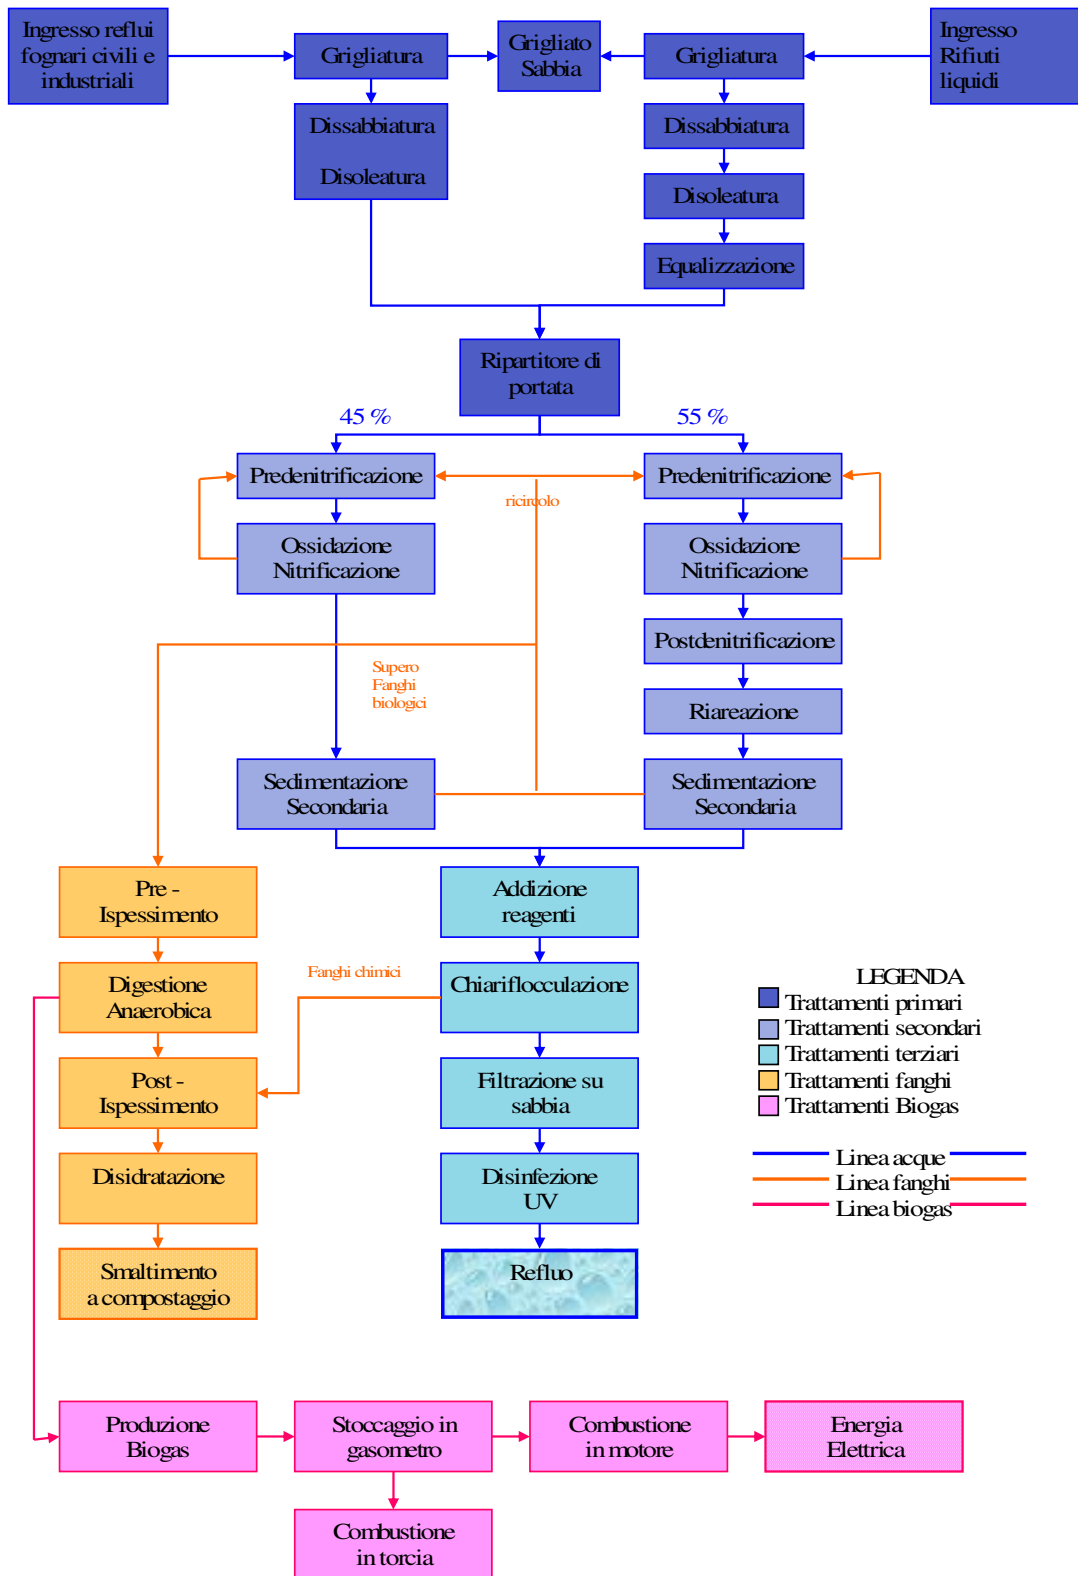 Ingresso reflui
fognari civili e
industriali
Grigliatura
Grigliato
Sabbia
Grigliatura
Ingresso
Rifiuti
liquidi
Dissabbiatura
Disoleatura
Dissabbiatura
Disoleatura
Equalizzazione
Ripartitore di
portata
45 %
55 %
Predenitrificazione
ricircolo
Predenitrificazione
Ossidazione
Nitrificazione
Ossidazione
Nitrificazione
Postdenitrificazione
Supero
Fanghi
biologici
Riareazione
Sedimentazione
Secondaria
Sedimentazione
Secondaria
Pre -
Ispessimento
Addizione
reagenti
Digestione
Anaerobica
Fanghi chimici
Chiariflocculazione
Post -
Ispessimento
Filtrazione su
sabbia
Disidratazione
Disinfezione
UV
Smaltimento
a compostaggio
Refluo
LEGENDA
Trattamenti primari
Trattamenti secondari
Trattamenti terziari
Trattamenti fanghi
Trattamenti Biogas
Linea acque
Linea fanghi
Linea biogas
Produzione
Biogas
Stoccaggio in
gasometro
Combustione
in motore
Energia
Elettrica
Combustione
in torcia